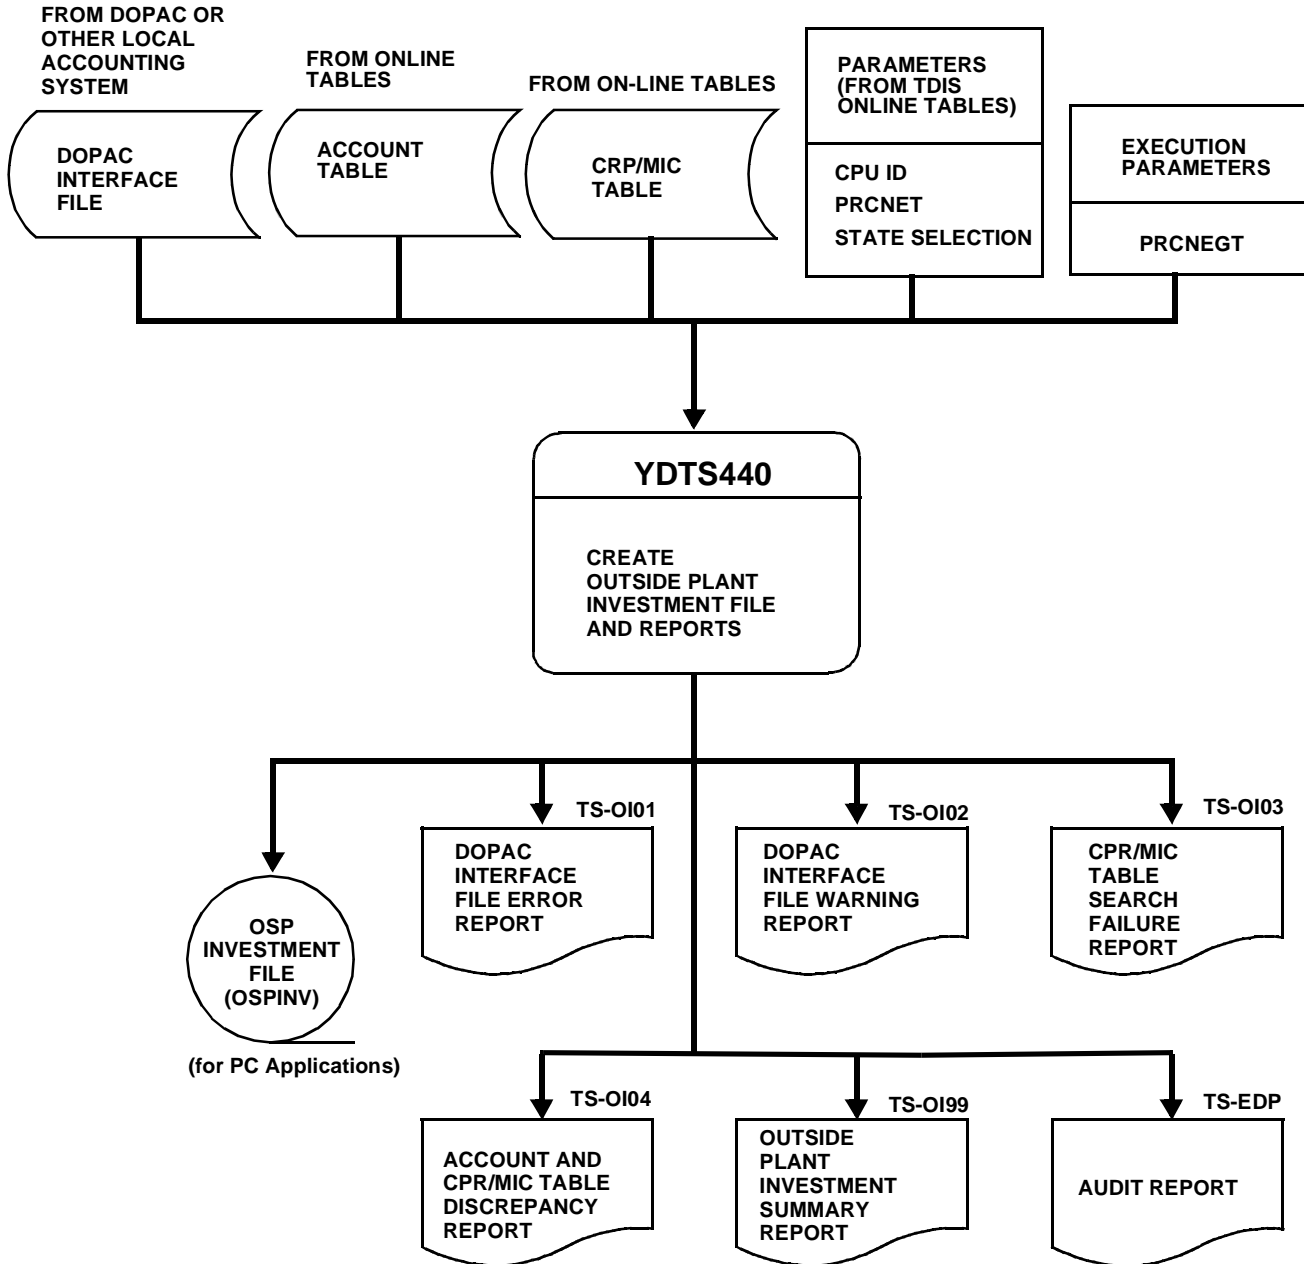 FROM DOPAC OR
OTHER LOCAL
ACCOUNTING
SYSTEM
DOPAC
INTERFACE
FILE
FROM ONLINE
TABLES
ACCOUNT
TABLE
FROM ON-LINE TABLES
CRP/MIC
TABLE
PARAMETERS
(FROM TDIS
ONLINE TABLES)
CPU ID
PRCNET
STATE SELECTION
EXECUTION
PARAMETERS
PRCNEGT
YDTS440
CREATE
OUTSIDE PLANT
INVESTMENT FILE
AND REPORTS
OSP
INVESTMENT
FILE
(OSPINV)
(for PC Applications)
TS-OI01
DOPAC
INTERFACE
FILE ERROR
REPORT
TS-OI02
DOPAC
INTERFACE
FILE WARNING
REPORT
TS-OI03
CPR/MIC
TABLE
SEARCH
FAILURE
REPORT
TS-OI04
ACCOUNT AND
CPR/MIC TABLE
DISCREPANCY
REPORT
TS-OI99
OUTSIDE
PLANT
INVESTMENT
SUMMARY
REPORT
TS-EDP
AUDIT REPORT